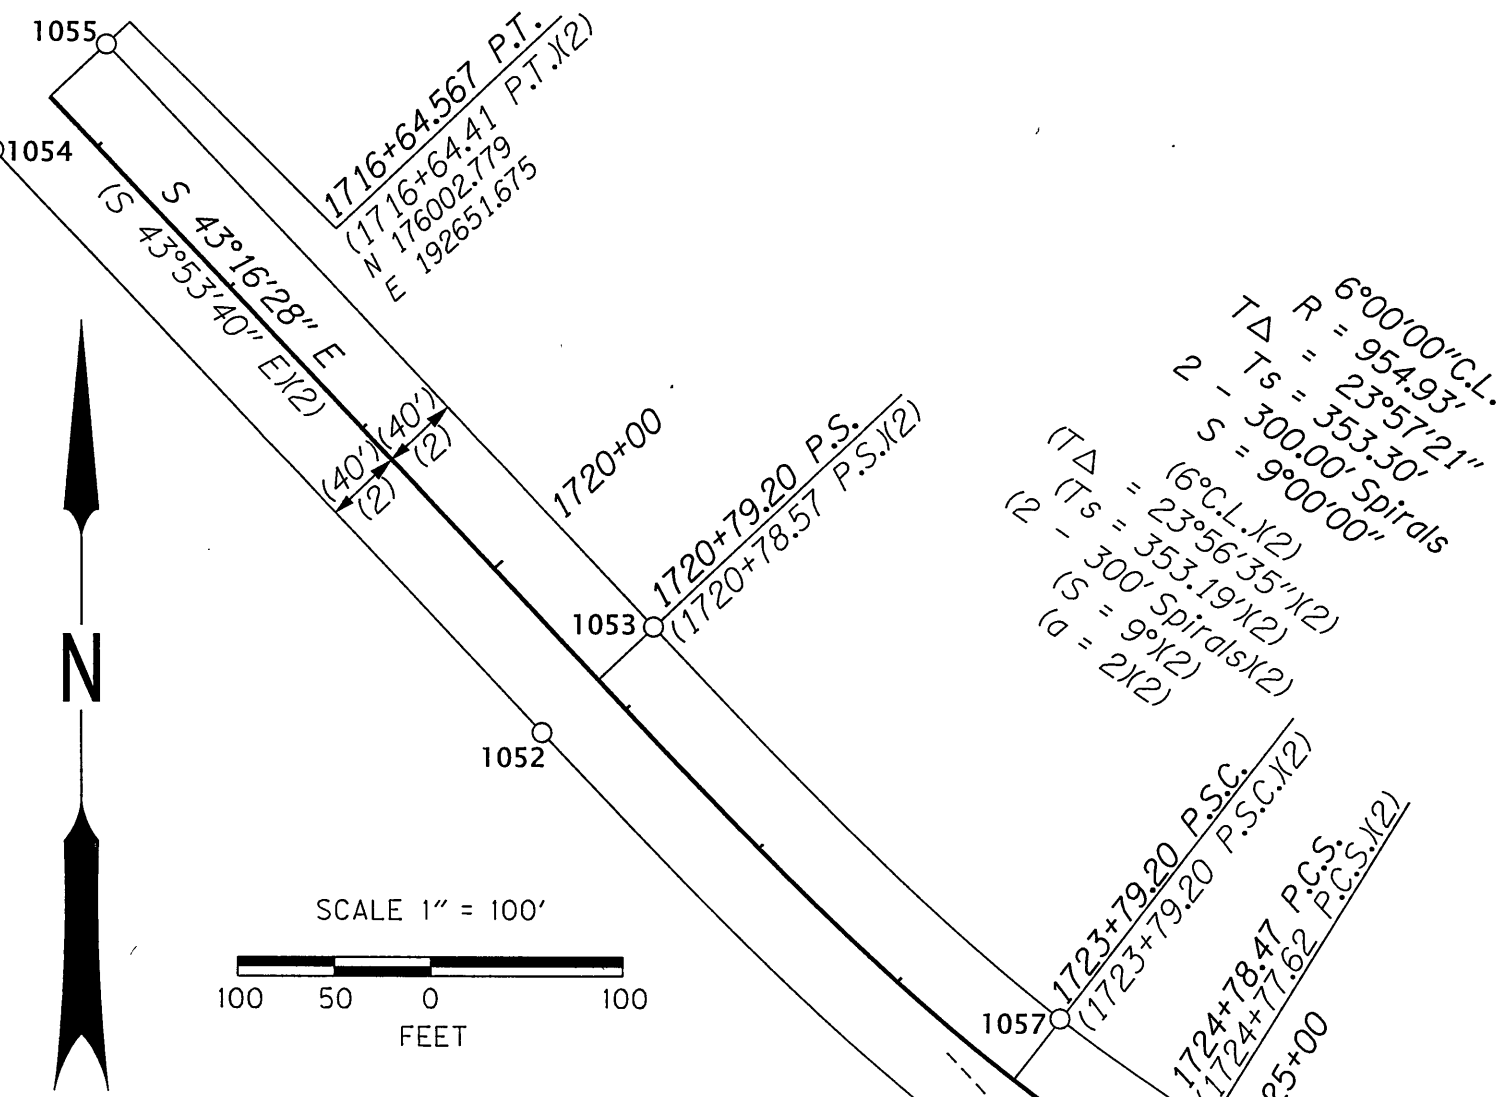 1055
1054
1716+64.567 P.T.
(1716+64.41 P.T.)(2)
N 176002.779
E 192651.675
S 43°16'28" E
(S 43°53'40" E)(2)
(40')
(2)
(40')
(2)
1720+00
1720+79.20 P.S.
(1720+78.57 P.S.)(2)
1053
1052
6°00'00"C.L.
R = 954.93'
T△ = 23°57'21"
Ts = 353.30'
2 - 300.00' Spirals
S = 9°00'00"
(6°C.L.)(2)
(T△ = 23°56'35")(2)
(Ts = 353.19')(2)
(2 - 300' Spirals)(2)
(S = 9°)(2)
(a = 2)(2)
N
SCALE 1" = 100'
100 50 0 100
FEET
1723+79.20 P.S.C.
(1723+79.20 P.S.C.)(2)
1057
1724+78.47 P.C.S.
(1724+77.62 P.C.S.)(2)
25+00